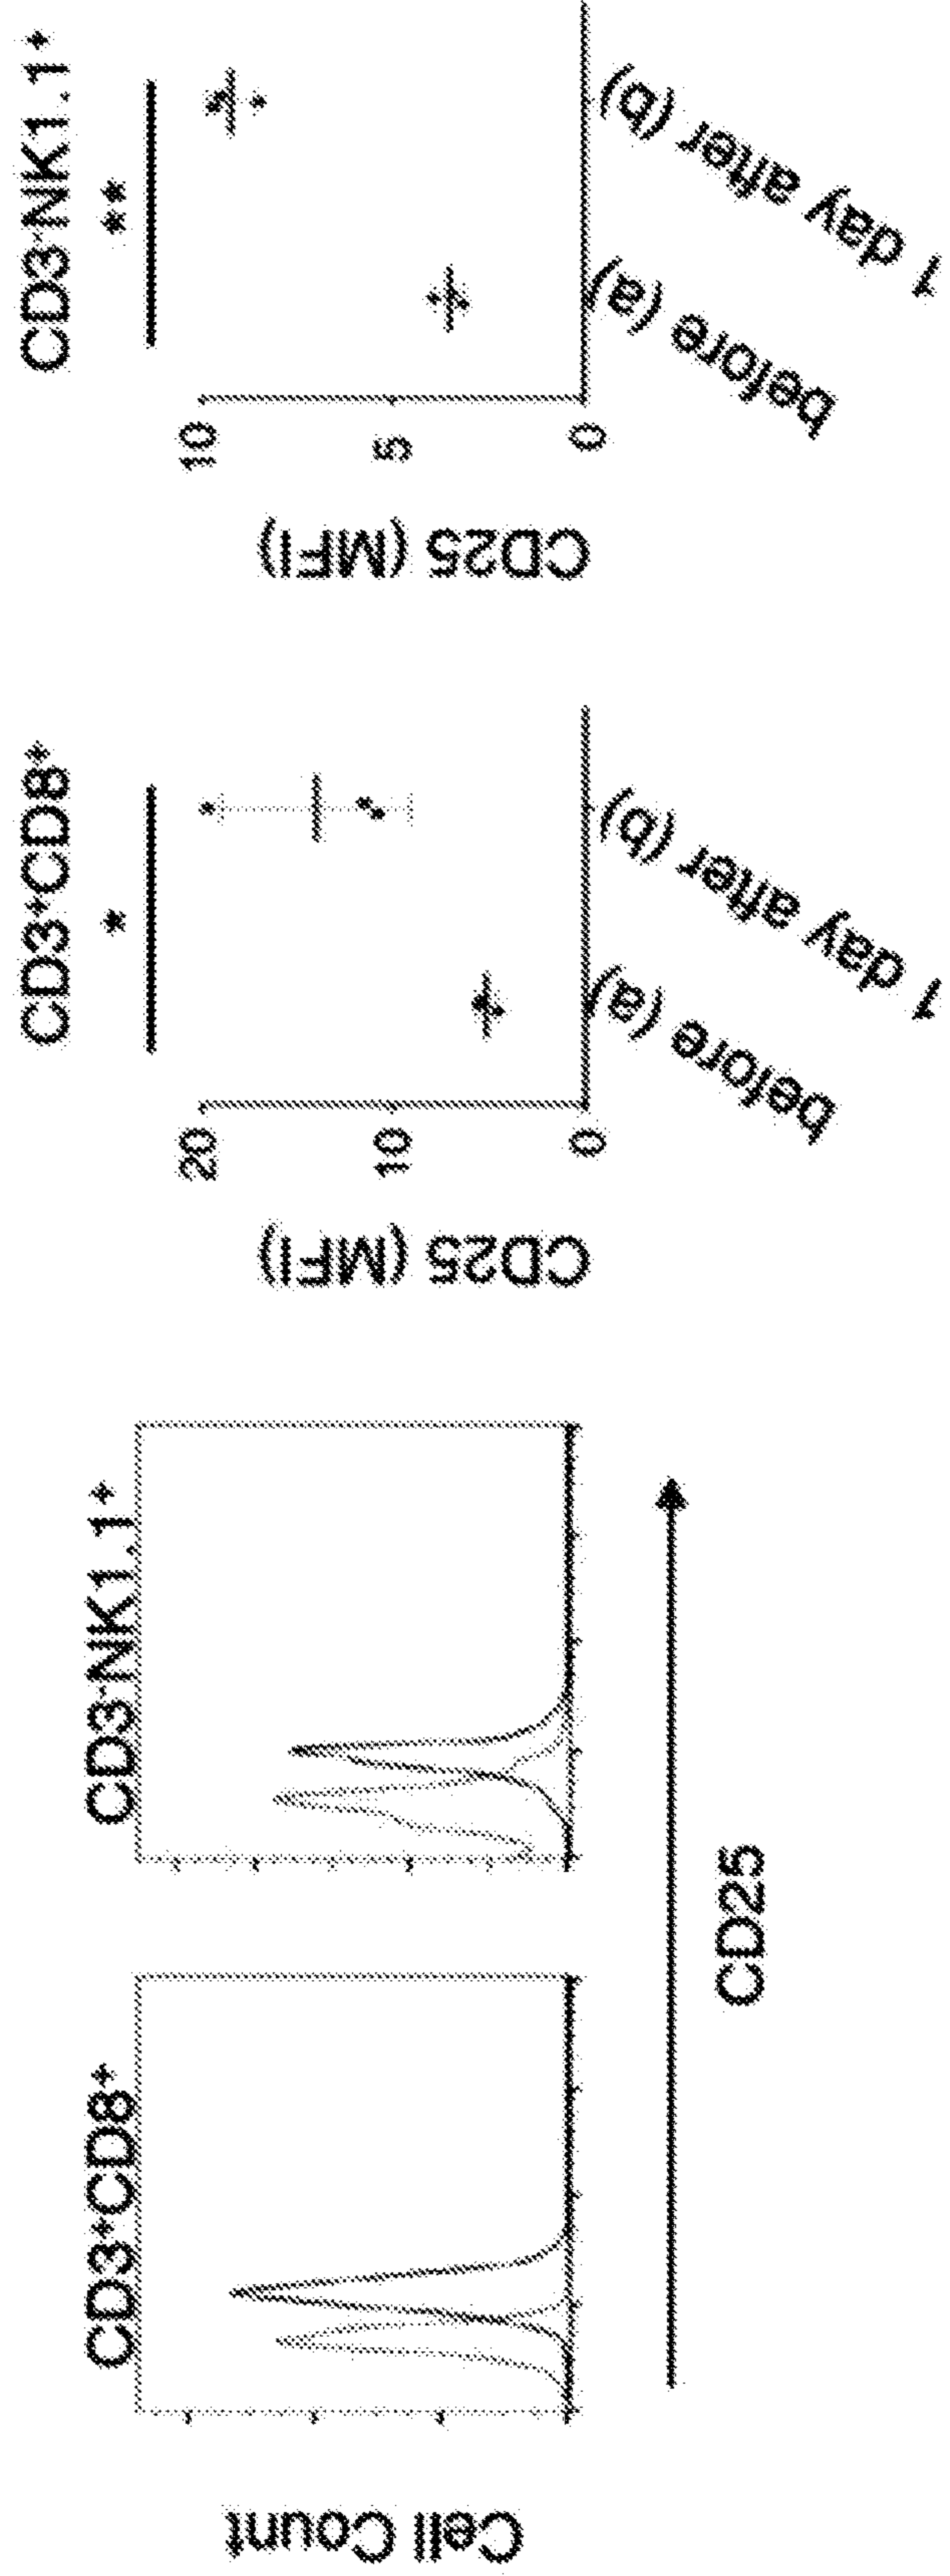 CD3⁺CD8⁺
CD3⁻NK1.1⁺
Cell Count
CD25
CD3⁺CD8⁺
*
CD25 (MFI)
20
10
0
before (a)
1 day after (b)
CD3⁻NK1.1⁺
**
CD25 (MFI)
10
5
0
before (a)
1 day after (b)